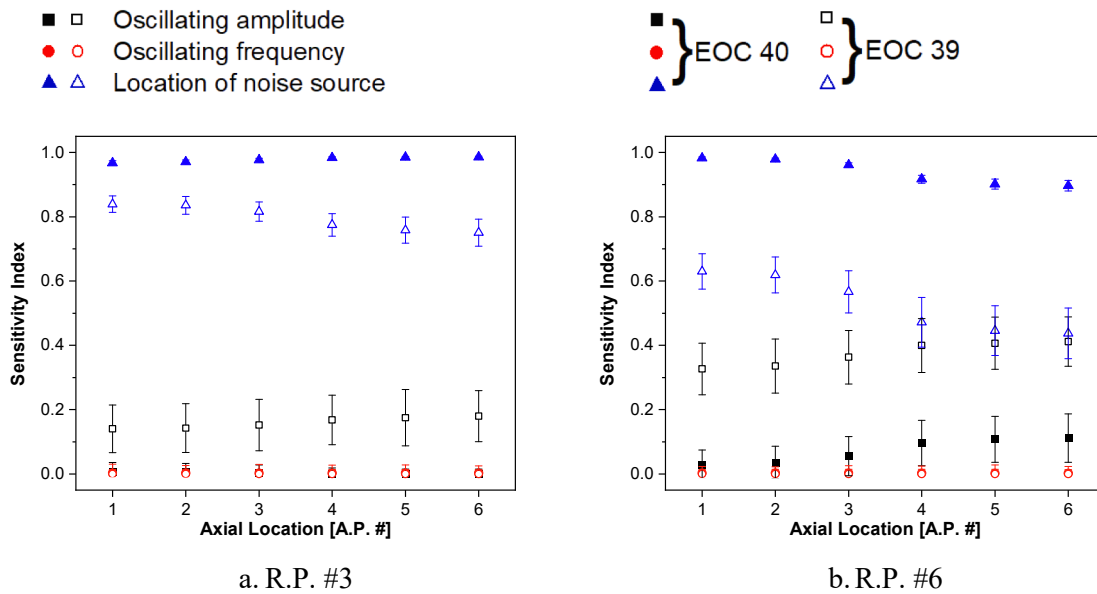 Oscillating amplitude
Oscillating frequency
Location of noise source
} EOC 40
} EOC 39
Sensitivity Index
1.0
0.8
0.6
0.4
0.2
0.0
1 2 3 4 5 6
Axial Location [A.P. #]
a. R.P. #3
Sensitivity Index
1.0
0.8
0.6
0.4
0.2
0.0
1 2 3 4 5 6
Axial Location [A.P. #]
b. R.P. #6